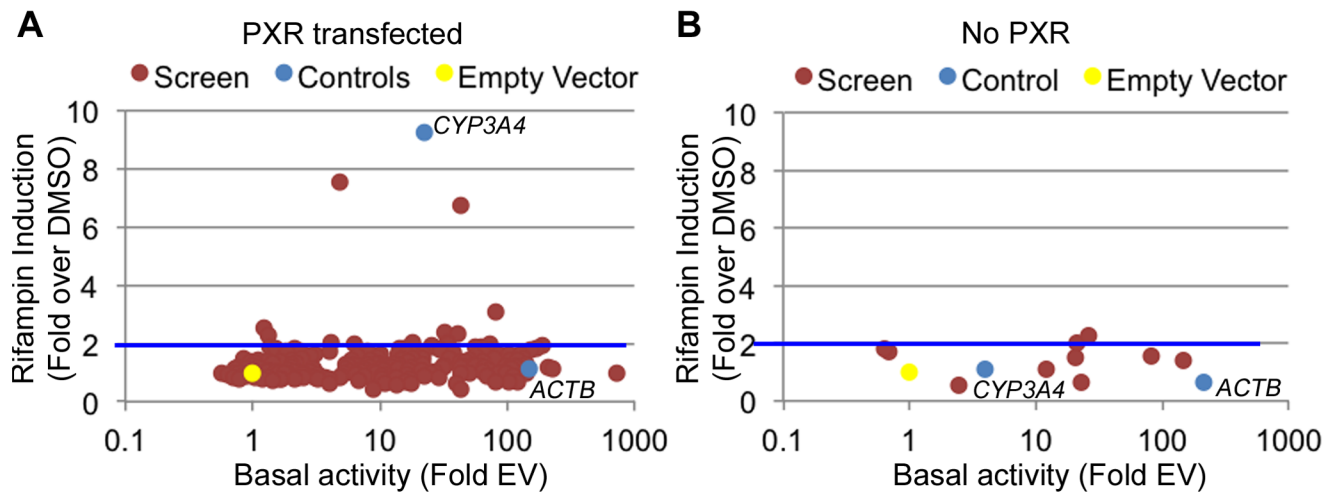 A
PXR transfected
Screen Controls Empty Vector
Rifampin Induction
(Fold over DMSO)
10
8
6
4
2
0
CYP3A4
ACTB
0.1 1 10 100 1000
Basal activity (Fold EV)
B
No PXR
Screen Control Empty Vector
Rifampin Induction
(Fold over DMSO)
10
8
6
4
2
0
CYP3A4
ACTB
0.1 1 10 100 1000
Basal activity (Fold EV)